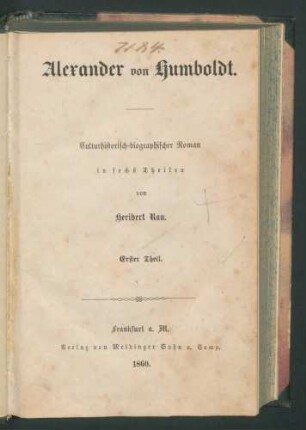 Alexander von Humboldt.
Culturhistorisch-biographischer Roman
in sechs Theilen
von
Heribert Rau.
Erster Theil.
Frankfurt a. M.
Verlag von Meidinger Sohn u. Comp.
1860.